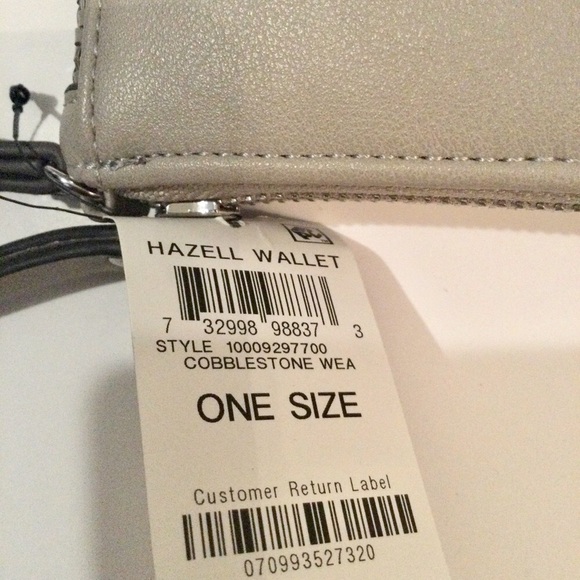 HAZELL WALLET
7 32998 98837 3
STYLE 10009297700
COBBLESTONE WEA
ONE SIZE
Customer Return Label
070993527320